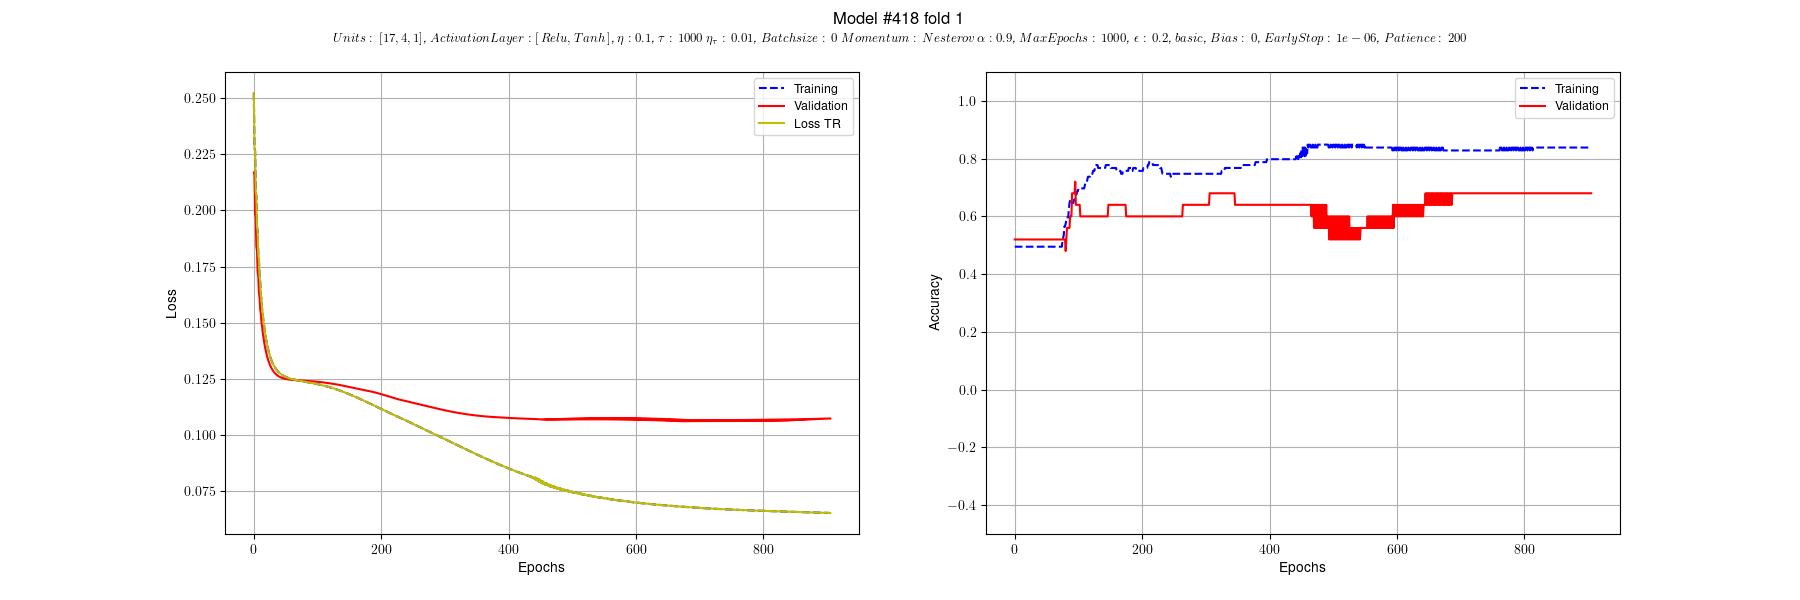 Model #418 fold 1
Units : [17, 4, 1], ActivationLayer : [Relu, Tanh], η : 0.1, τ : 1000 η_τ : 0.01, Batchsize : 0 Momentum : Nesterov α : 0.9, MaxEpochs : 1000, ϵ : 0.2, basic, Bias : 0, EarlyStop : 1e − 06, Patience : 200
Training
Validation
Loss TR
0.250
0.225
0.200
0.175
0.150
0.125
0.100
0.075
Loss
0 200 400 600 800
Epochs
Training
Validation
1.0
0.8
0.6
0.4
0.2
0.0
−0.2
−0.4
Accuracy
0 200 400 600 800
Epochs